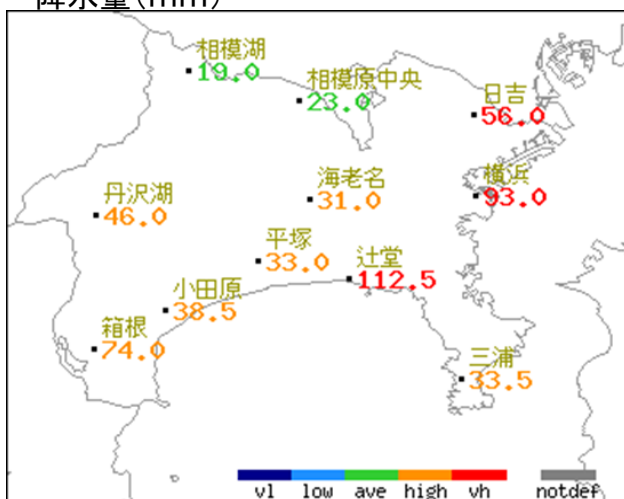 降水量(mm)
相模湖
19.0
相模原中央
23.0
日吉
56.0
海老名
31.0
横浜
93.0
丹沢湖
46.0
平塚
33.0
辻堂
112.5
小田原
38.5
箱根
74.0
三浦
33.5
vl low ave high vh notdef